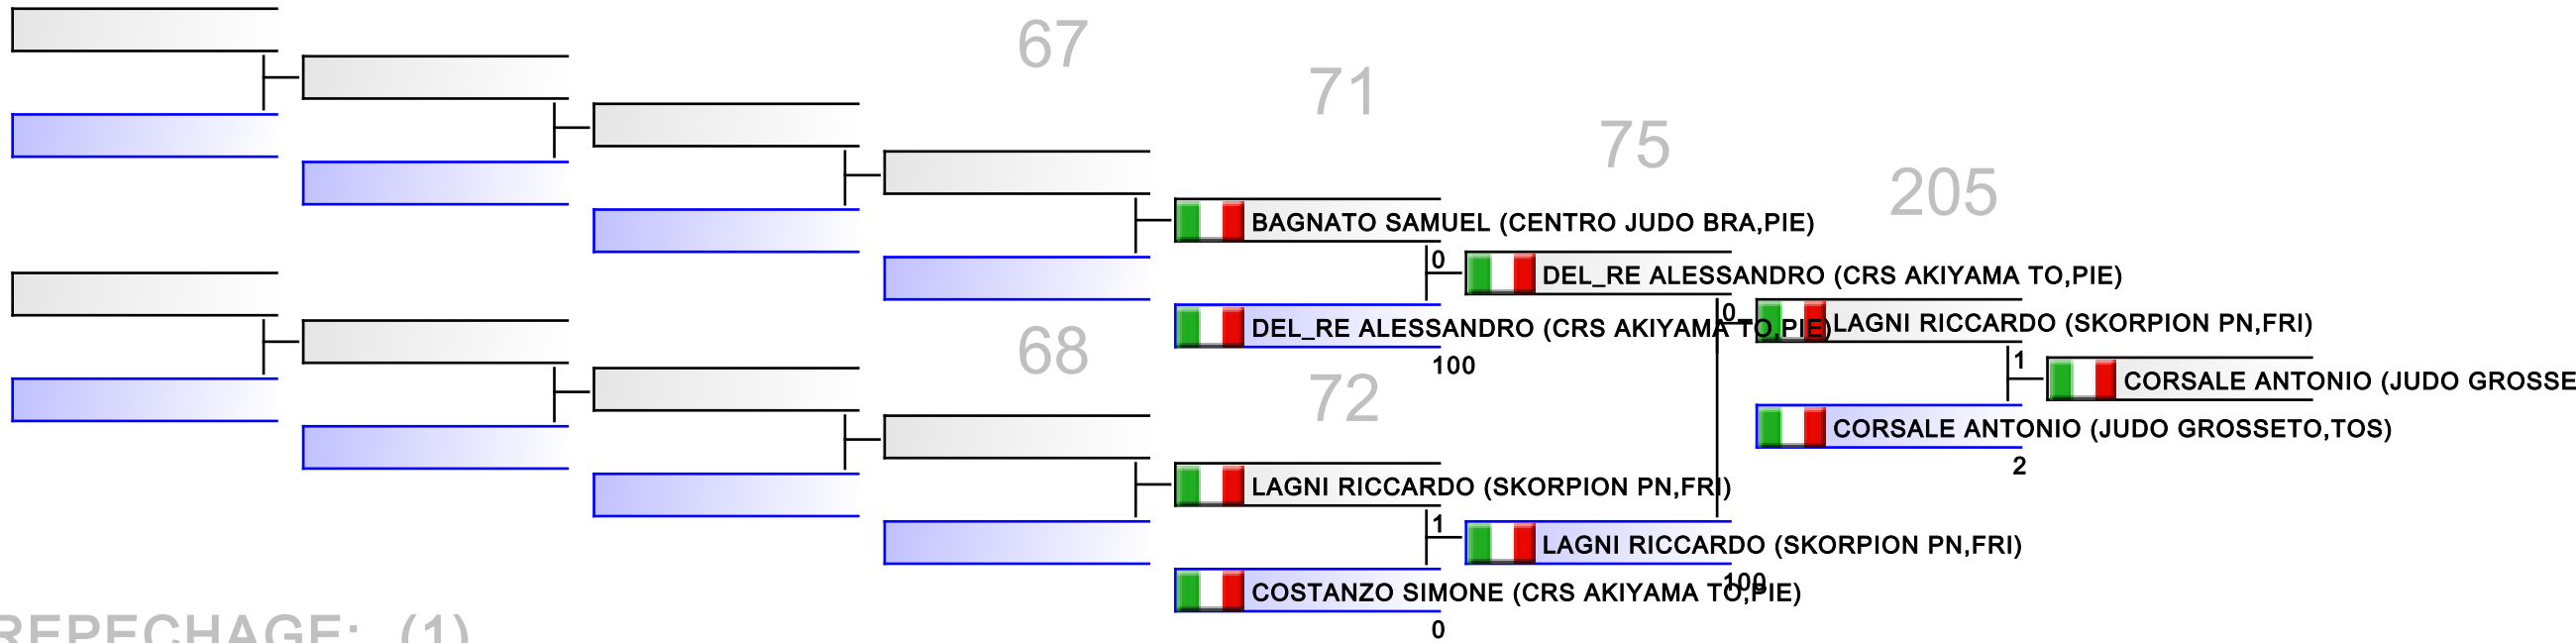 67
71
75
205
BAGNATO SAMUEL (CENTRO JUDO BRA,PIE)
0
DEL_RE ALESSANDRO (CRS AKIYAMA TO,PIE)
0
DEL_RE ALESSANDRO (CRS AKIYAMA TO,PIE)
LAGNI RICCARDO (SKORPION PN,FRI)
68
100
1
72
CORSALE ANTONIO (JUDO GROSSE
CORSALE ANTONIO (JUDO GROSSETO,TOS)
2
LAGNI RICCARDO (SKORPION PN,FRI)
1
LAGNI RICCARDO (SKORPION PN,FRI)
100
COSTANZO SIMONE (CRS AKIYAMA TO,PIE)
0
REPECHAGE: (1)